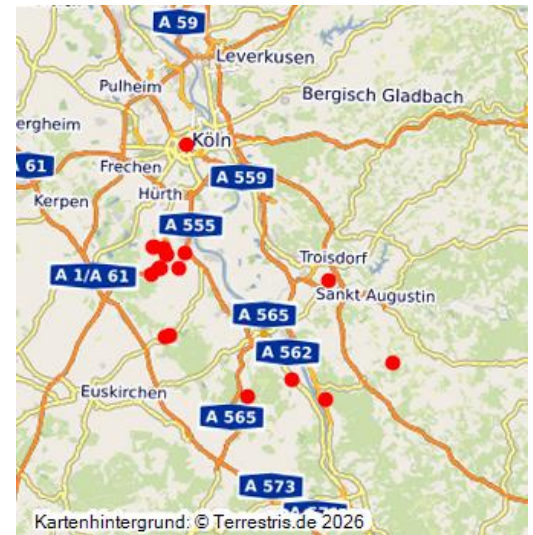 A 59
Leverkusen
Pulheim
Bergisch Gladbach
ergheim
Köln
Frechen
61
A 559
Kerpen
Hürth
A 555
Troisdorf
A 1/A 61
Sankt Augustin
A 565
A 562
Euskirchen
A 565
A 573
Kartenhintergrund: © Terrestris.de 2026